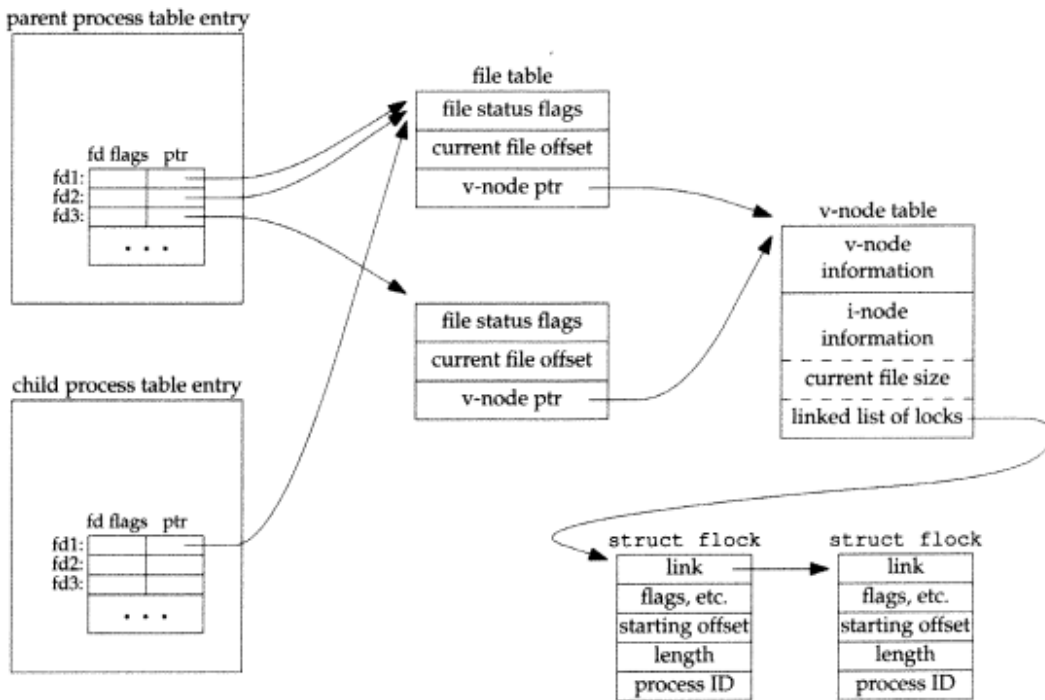 parent process table entry
fd flags ptr
fd1:
fd2:
fd3:
. . .
file table
file status flags
current file offset
v-node ptr
file status flags
current file offset
v-node ptr
v-node table
v-node
information
i-node
information
current file size
linked list of locks
child process table entry
fd flags ptr
fd1:
fd2:
fd3:
. . .
struct flock
link
flags, etc.
starting offset
length
process ID
struct flock
link
flags, etc.
starting offset
length
process ID